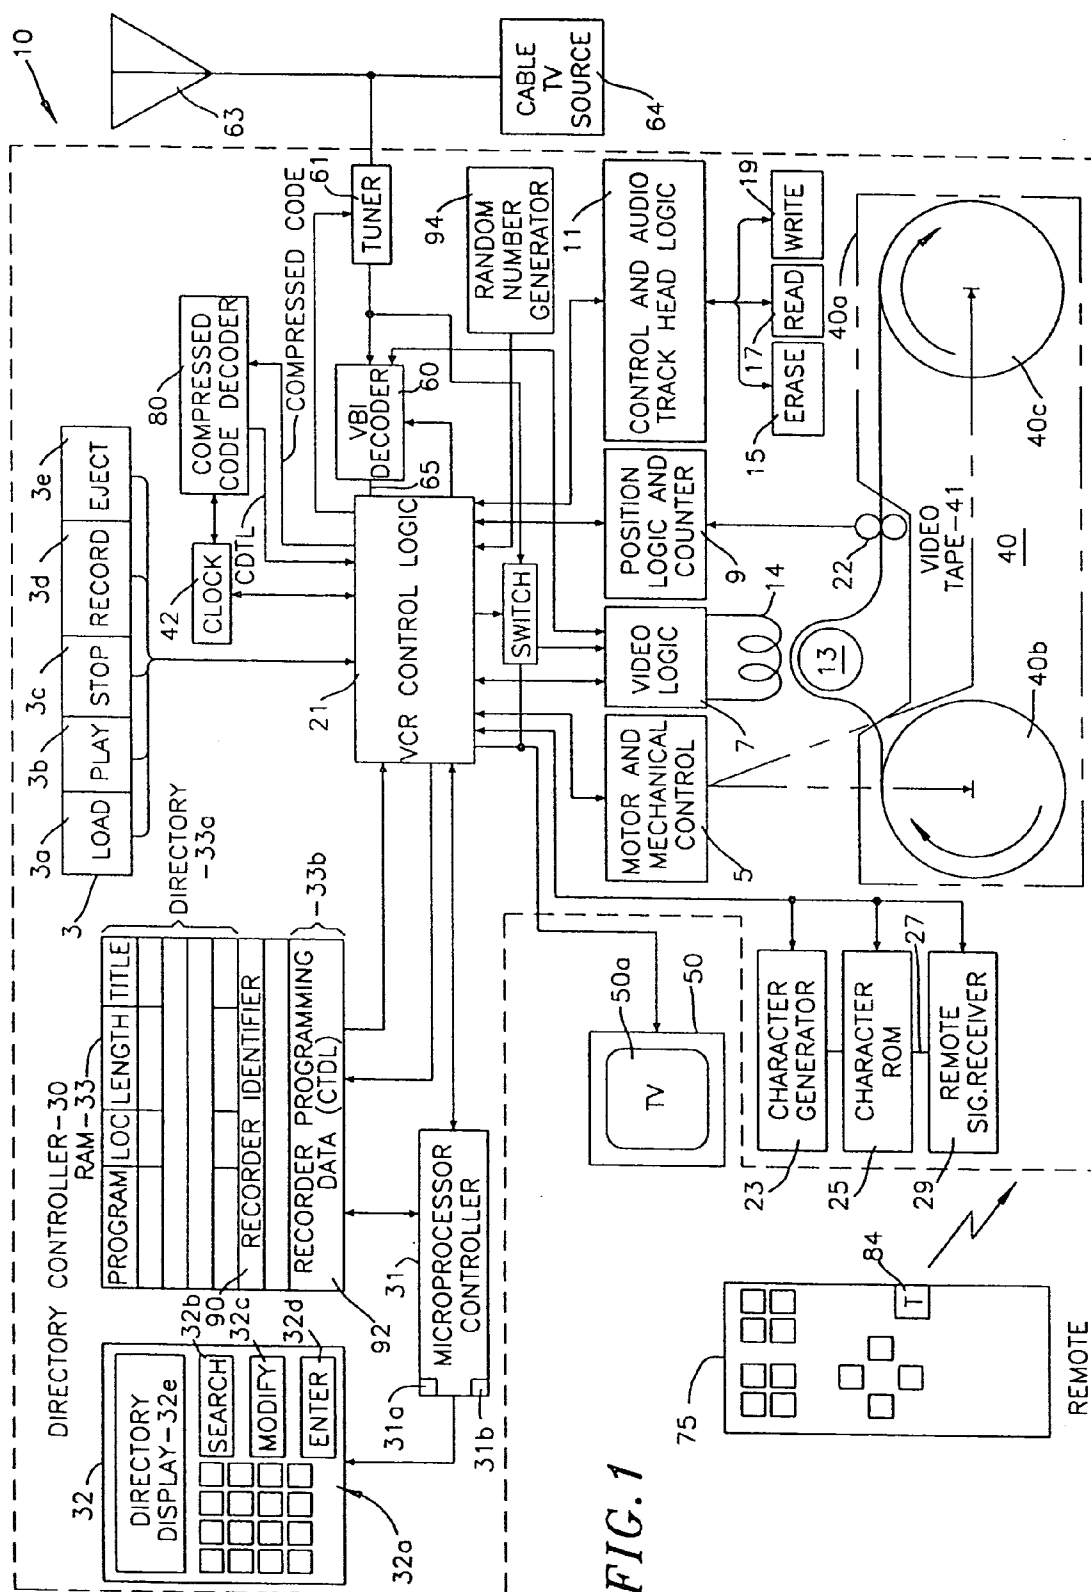 10
63
CABLE
TV
SOURCE
64
DIRECTORY CONTROLLER-30
RAM-33
32
DIRECTORY
DISPLAY-32e
SEARCH
MODIFY
ENTER
32a
32b
32c
32d
90
92
PROGRAM LOC LENGTH TITLE
RECORDER IDENTIFIER
RECORDER PROGRAMMING
DATA (CTDL)
DIRECTORY
-33a
-33b
31
31a
31b
MICROPROCESSOR
CONTROLLER
3
3a
3b
3c
3d
3e
LOAD PLAY STOP RECORD EJECT
42
CLOCK
CDTL
80
COMPRESSED
CODE DECODER
COMPRESSED CODE
21
VCR CONTROL LOGIC
VBI
DECODER
60
65
61
TUNER
94
RANDOM
NUMBER
GENERATOR
SWITCH
TV
50a
50
MOTOR AND
MECHANICAL
CONTROL
5
VIDEO
LOGIC
7
14
POSITION
LOGIC AND
COUNTER
9
11
CONTROL AND AUDIO
TRACK HEAD LOGIC
15
ERASE
17
READ
19
WRITE
CHARACTER
GENERATOR
23
CHARACTER
ROM
25
27
REMOTE
SIG.RECEIVER
29
13
22
VIDEO
TAPE-41
40
40a
40b
40c
75
84
T
REMOTE
FIG.1